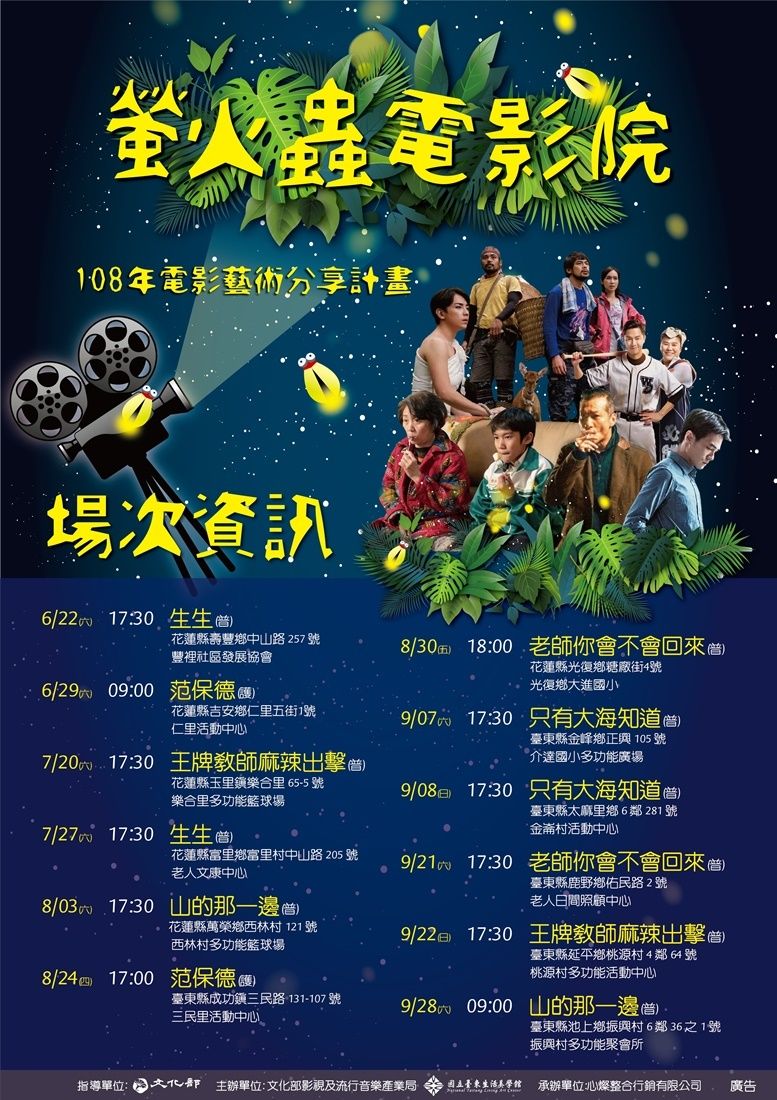 螢火蟲電影院
108年電影藝術分享計畫
場次資訊
6/22(六) 17:30 生生(普)
花蓮縣壽豐鄉中山路 257 號
豐裡社區發展協會
6/29(六) 09:00 范保德(護)
花蓮縣吉安鄉仁里五街1號
仁里活動中心
7/20(六) 17:30 王牌教師麻辣出擊(普)
花蓮縣玉里鎮樂合里 65-5 號
樂合里多功能籃球場
7/27(六) 17:30 生生(普)
花蓮縣富里鄉富里村中山路 205 號
老人文康中心
8/03(六) 17:30 山的那一邊(普)
花蓮縣萬榮鄉西林村 121 號
西林村多功能籃球場
8/24(四) 17:00 范保德(護)
臺東縣成功鎮三民路 131-107 號
三民里活動中心
8/30(五) 18:00 老師你會不會回來(普)
花蓮縣光復鄉糖廠街4號
光復鄉大進國小
9/07(六) 17:30 只有大海知道(普)
臺東縣金峰鄉正興 105 號
介達國小多功能廣場
9/08(日) 17:30 只有大海知道(普)
臺東縣太麻里鄉 6 鄰 281 號
金崙村活動中心
9/21(六) 17:30 老師你會不會回來(普)
臺東縣鹿野鄉佑民路 2 號
老人日間照顧中心
9/22(日) 17:30 王牌教師麻辣出擊(普)
臺東縣延平鄉桃源村 4 鄰 64 號
桃源村多功能活動中心
9/28(六) 09:00 山的那一邊(普)
臺東縣池上鄉振興村 6 鄰 36 之 1 號
振興村多功能聚會所
指導單位: 文化部 主辦單位: 文化部影視及流行音樂產業局 國立臺東生活美學館 National Taitung Living Art Center 承辦單位:心燦整合行銷有限公司 廣告